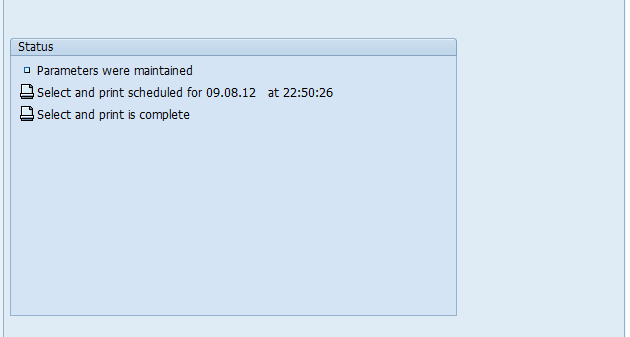 Status
Parameters were maintained
Select and print scheduled for 09.08.12 at 22:50:26
Select and print is complete